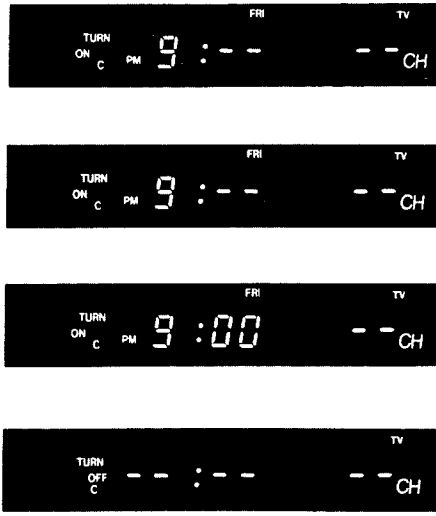 FRI TV
TURN
ON C PM 9 :-- -- CH
FRI TV
TURN
ON C PM 9 :-- -- CH
FRI TV
TURN
ON C PM 9 :00 -- CH
TV
TURN
OFF
C -- :-- -- CH